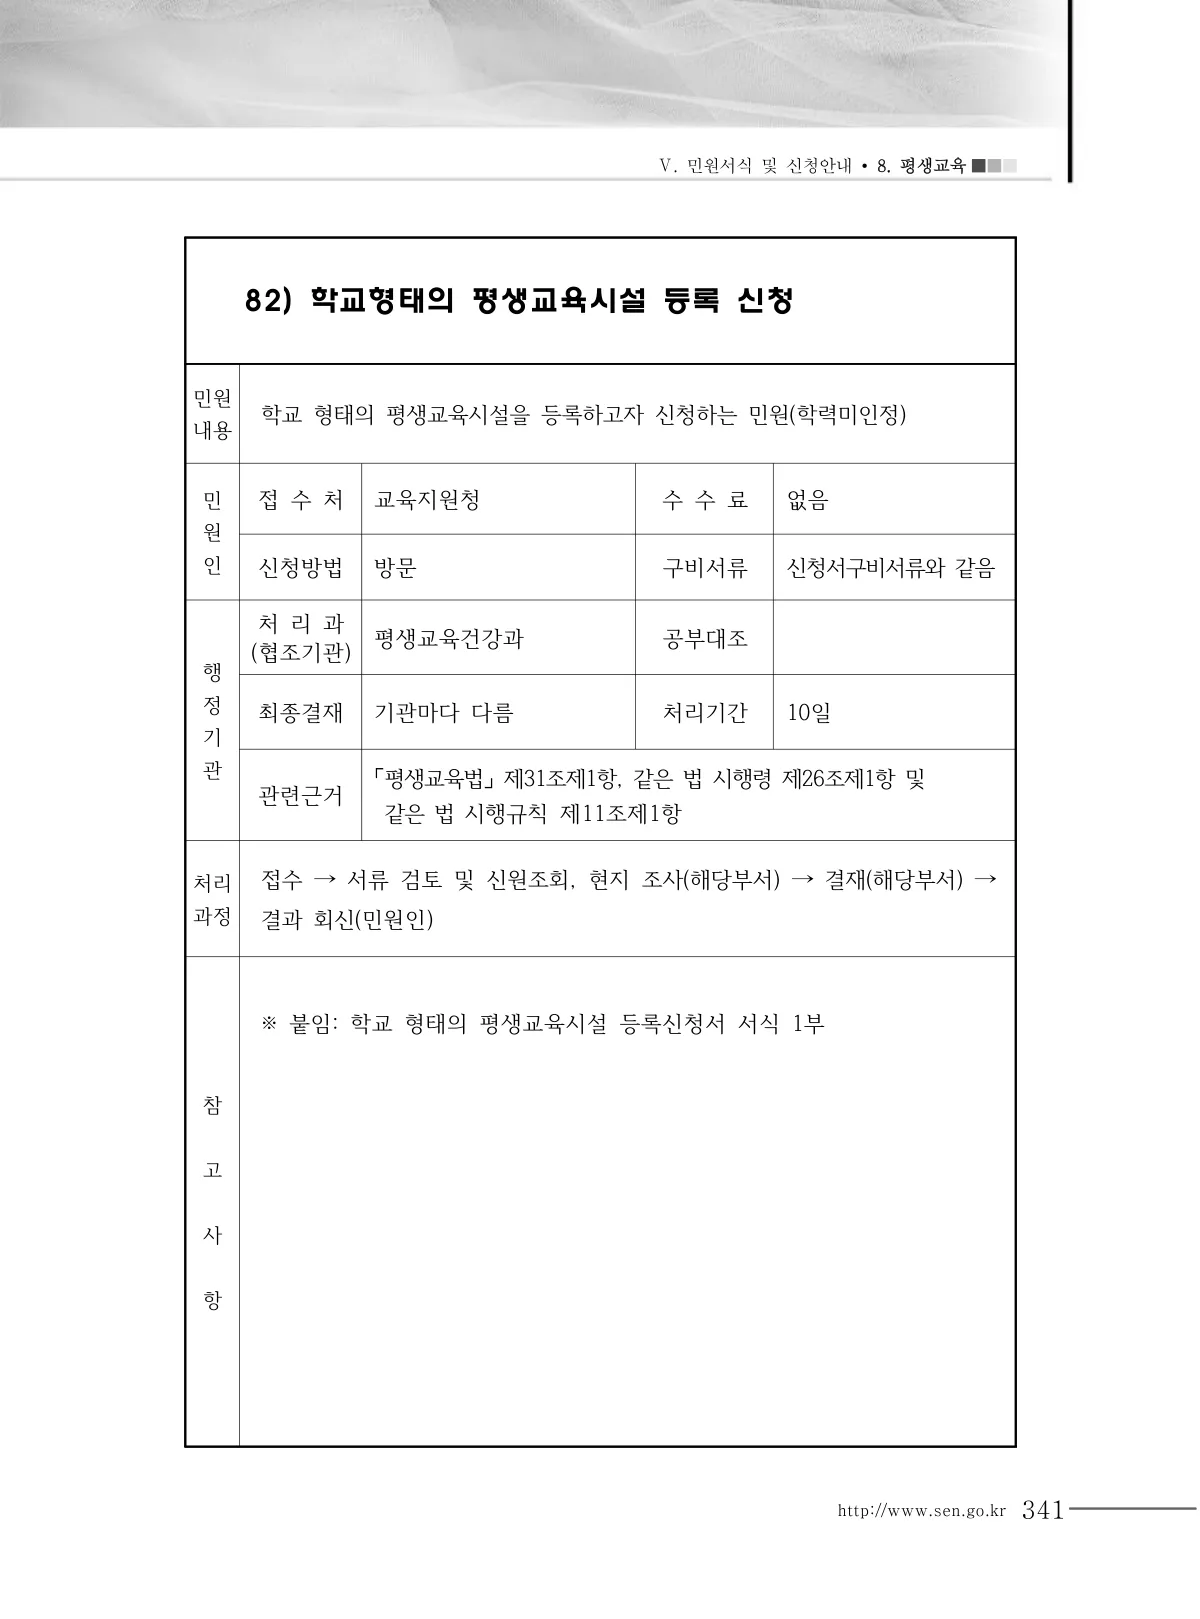 Ⅴ. 민원서식 및 신청안내 • 8. 평생교육
82) 학교형태의 평생교육시설 등록 신청
민원
내용
학교 형태의 평생교육시설을 등록하고자 신청하는 민원(학력미인정)
민
원
인
접 수 처
교육지원청
수 수 료
없음
신청방법
방문
구비서류
신청서구비서류와 같음
행
정
기
관
처 리 과
(협조기관)
평생교육건강과
공부대조
최종결재
기관마다 다름
처리기간
10일
관련근거
「평생교육법」 제31조제1항, 같은 법 시행령 제26조제1항 및
같은 법 시행규칙 제11조제1항
처리
과정
접수 → 서류 검토 및 신원조회, 현지 조사(해당부서) → 결재(해당부서) →
결과 회신(민원인)
참
고
사
항
※ 붙임: 학교 형태의 평생교육시설 등록신청서 서식 1부
http://www.sen.go.kr 341